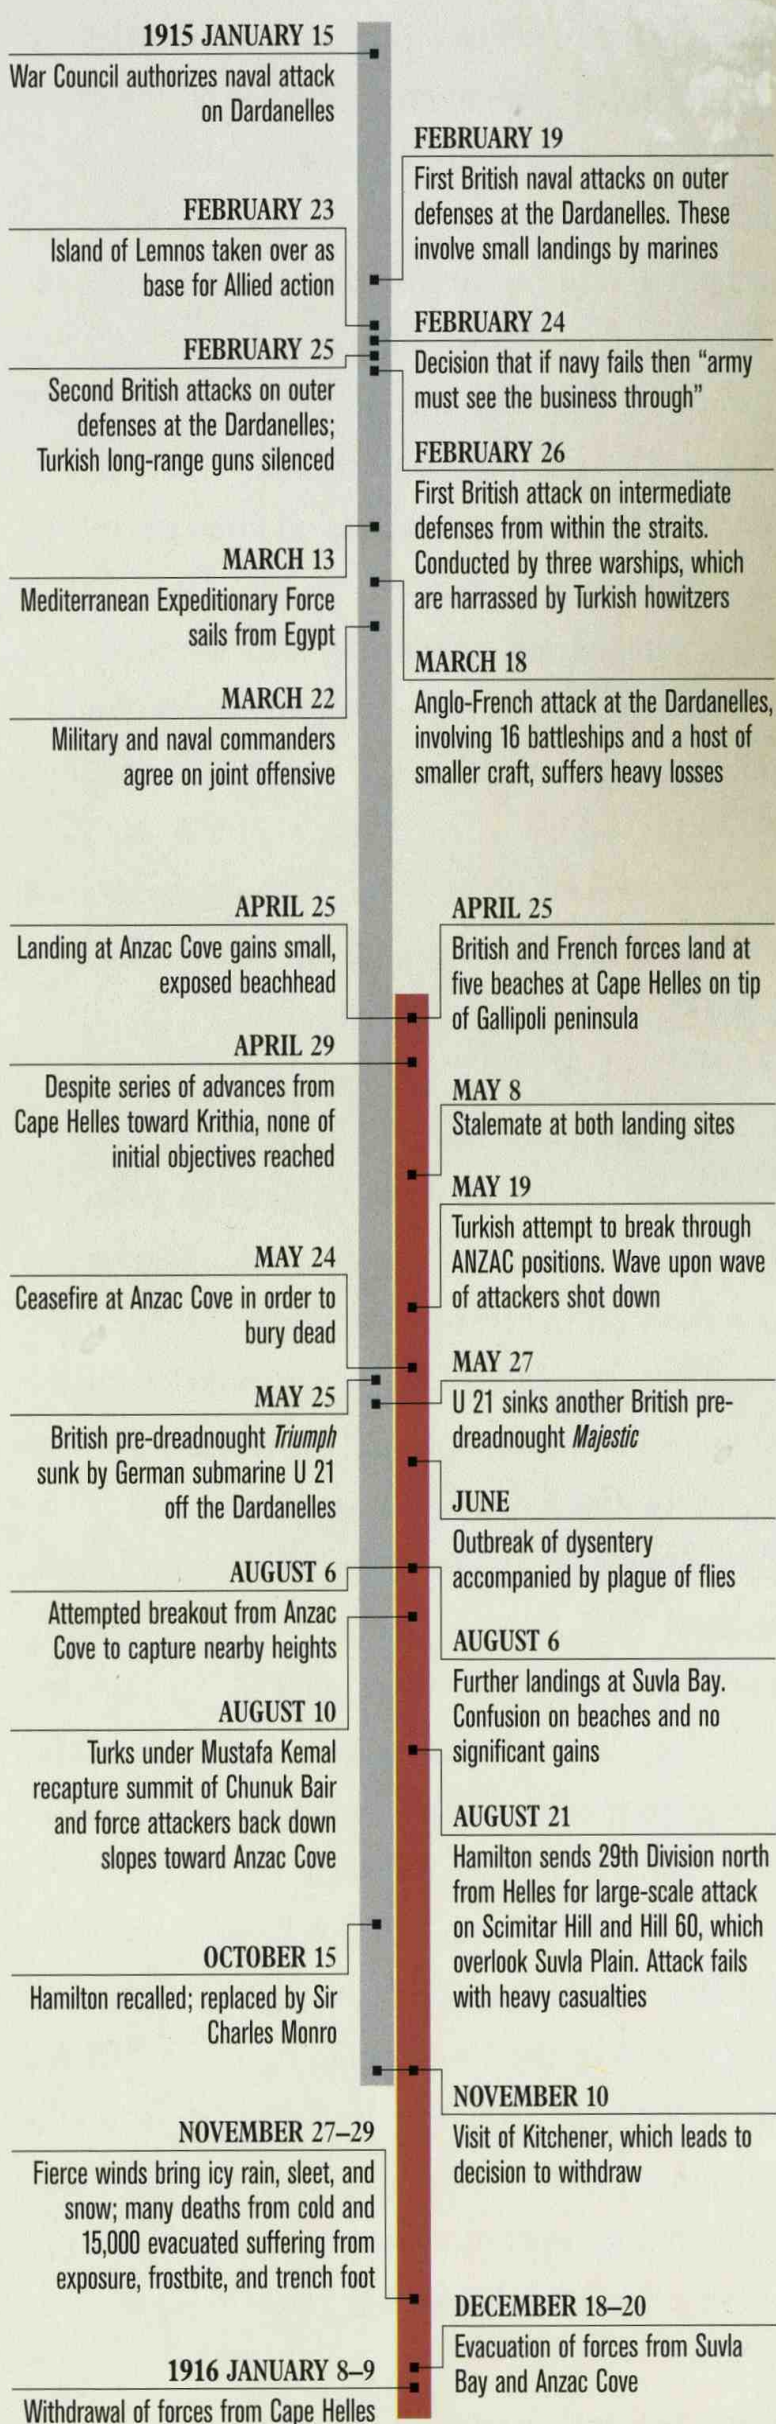 1915 JANUARY 15
War Council authorizes naval attack
on Dardanelles
FEBRUARY 19
First British naval attacks on outer
defenses at the Dardanelles. These
involve small landings by marines
FEBRUARY 23
Island of Lemnos taken over as
base for Allied action
FEBRUARY 24
Decision that if navy fails then “army
must see the business through”
FEBRUARY 25
Second British attacks on outer
defenses at the Dardanelles;
Turkish long-range guns silenced
FEBRUARY 26
First British attack on intermediate
defenses from within the straits.
Conducted by three warships, which
are harrassed by Turkish howitzers
MARCH 13
Mediterranean Expeditionary Force
sails from Egypt
MARCH 18
Anglo-French attack at the Dardanelles,
involving 16 battleships and a host of
smaller craft, suffers heavy losses
MARCH 22
Military and naval commanders
agree on joint offensive
APRIL 25
Landing at Anzac Cove gains small,
exposed beachhead
APRIL 25
British and French forces land at
five beaches at Cape Helles on tip
of Gallipoli peninsula
APRIL 29
Despite series of advances from
Cape Helles toward Krithia, none of
initial objectives reached
MAY 8
Stalemate at both landing sites
MAY 19
Turkish attempt to break through
ANZAC positions. Wave upon wave
of attackers shot down
MAY 24
Ceasefire at Anzac Cove in order to
bury dead
MAY 25
British pre-dreadnought Triumph
sunk by German submarine U 21
off the Dardanelles
MAY 27
U 21 sinks another British pre-
dreadnought Majestic
JUNE
Outbreak of dysentery
accompanied by plague of flies
AUGUST 6
Attempted breakout from Anzac
Cove to capture nearby heights
AUGUST 6
Further landings at Suvla Bay.
Confusion on beaches and no
significant gains
AUGUST 10
Turks under Mustafa Kemal
recapture summit of Chunuk Bair
and force attackers back down
slopes toward Anzac Cove
AUGUST 21
Hamilton sends 29th Division north
from Helles for large-scale attack
on Scimitar Hill and Hill 60, which
overlook Suvla Plain. Attack fails
with heavy casualties
OCTOBER 15
Hamilton recalled; replaced by Sir
Charles Monro
NOVEMBER 10
Visit of Kitchener, which leads to
decision to withdraw
NOVEMBER 27–29
Fierce winds bring icy rain, sleet, and
snow; many deaths from cold and
15,000 evacuated suffering from
exposure, frostbite, and trench foot
DECEMBER 18–20
Evacuation of forces from Suvla
Bay and Anzac Cove
1916 JANUARY 8–9
Withdrawal of forces from Cape Helles